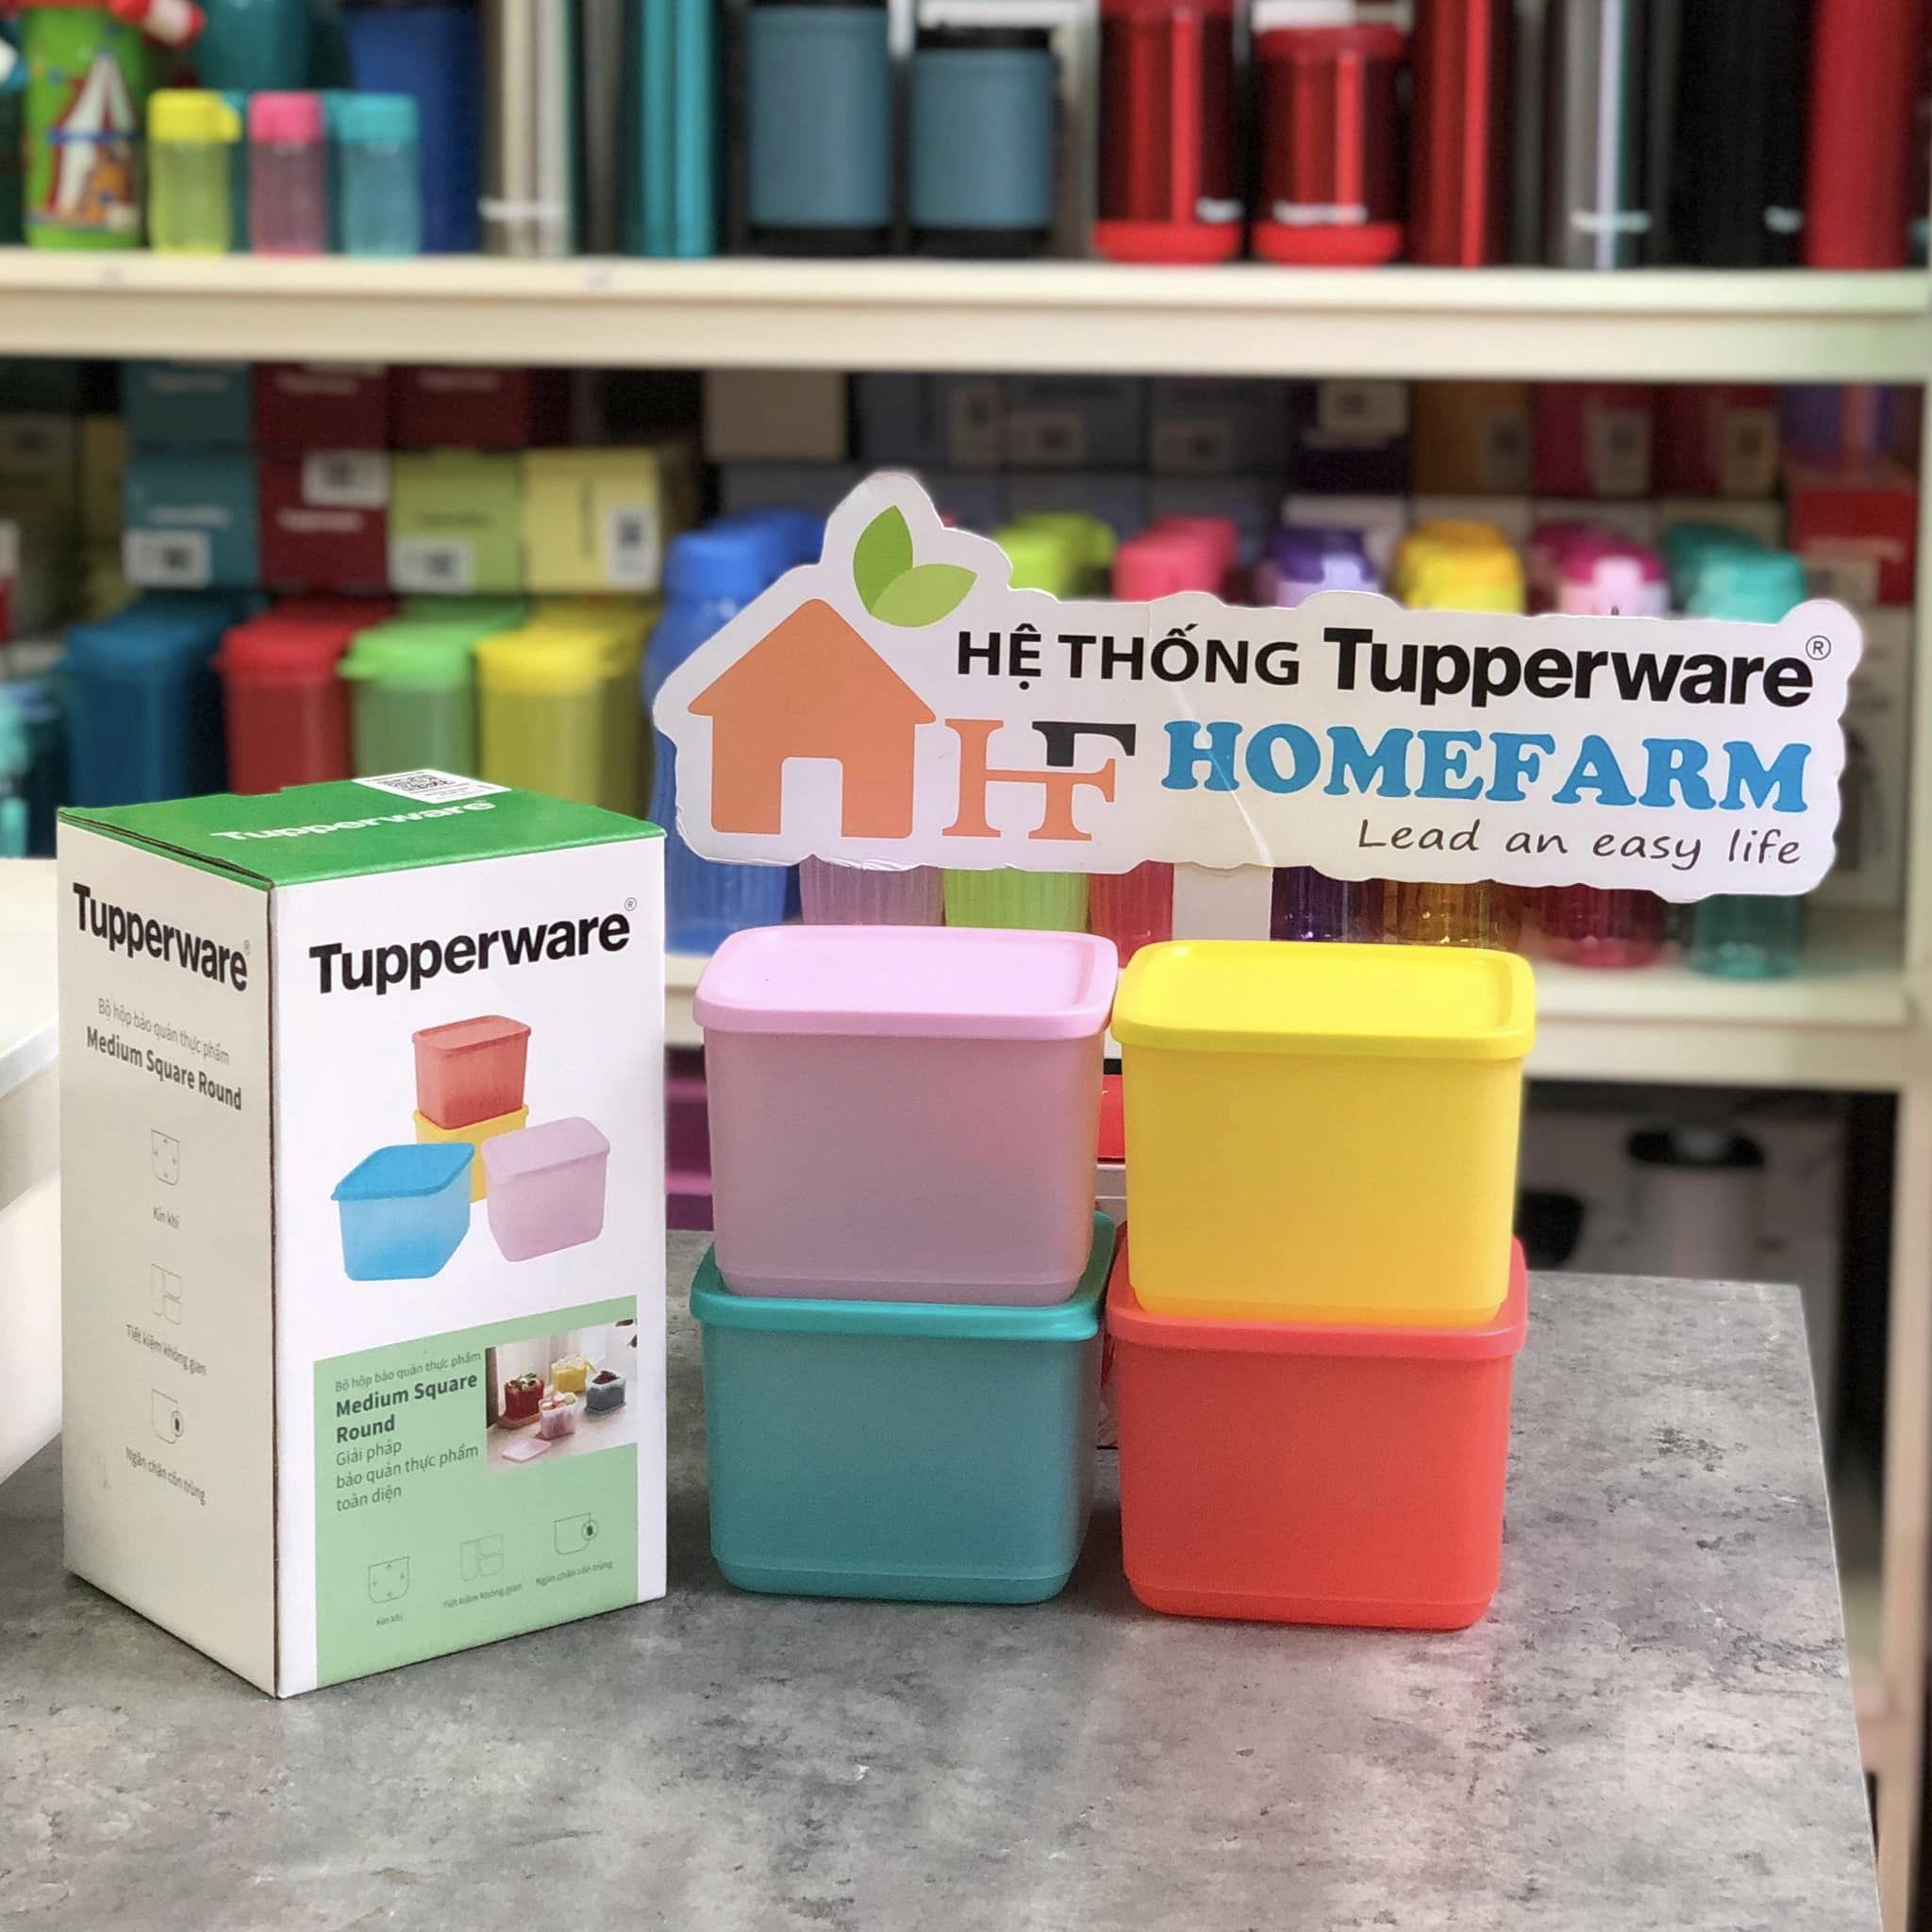 HỆ THỐNG Tupperware®
HF HOMEFARM
Lead an easy life
Tupperware
Tupperware
Bộ hộp bảo quản thực phẩm
Medium Square Round
Kín khí
Tiết kiệm không gian
Ngăn chặn côn trùng
Tupperware®
Bộ hộp bảo quản thực phẩm
Medium Square
Round
Giải pháp
bảo quản thực phẩm
toàn diện
Kín khí
Tiết kiệm không gian
Ngăn chặn côn trùng